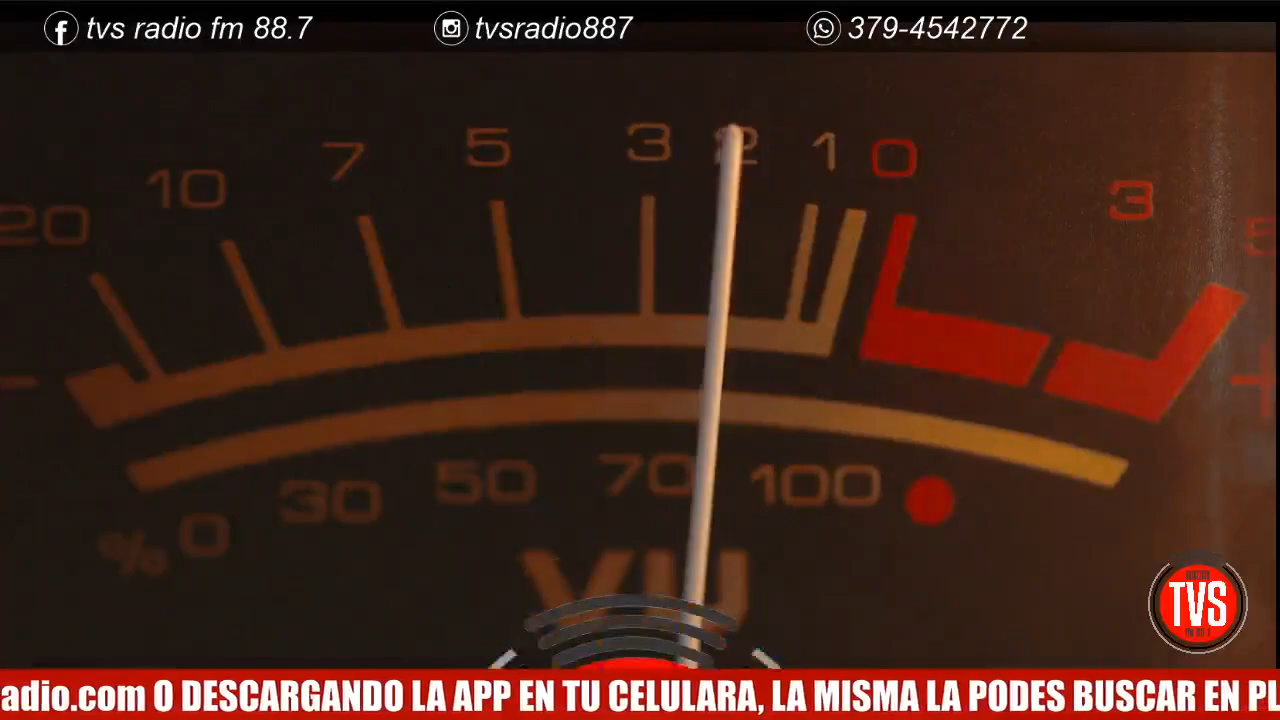 tvs radio fm 88.7 tvsradio887 379-4542772
20 10 7 5 3 2 1 0 3 5
- +
% 0 30 50 70 100
VU
TVS
adio.com O DESCARGANDO LA APP EN TU CELULARA, LA MISMA LA PODES BUSCAR EN PL